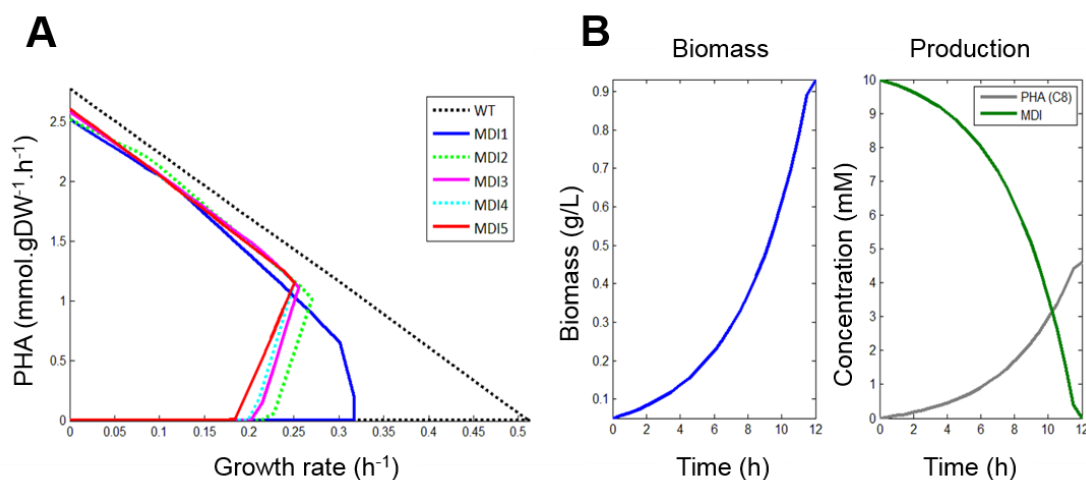 A
PHA (mmol.gDW-1.h-1)
2.5
2
1.5
1
0.5
0
0
0.05
0.1
0.15
0.2
0.25
0.3
0.35
0.4
0.45
0.5
Growth rate (h-1)
WT
MDI1
MDI2
MDI3
MDI4
MDI5
B
Biomass
Biomass (g/L)
0.9
0.8
0.7
0.6
0.5
0.4
0.3
0.2
0.1
0
2
4
6
8
10
12
Time (h)
Production
Concentration (mM)
10
9
8
7
6
5
4
3
2
1
0
0
2
4
6
8
10
12
Time (h)
PHA (C8)
MDI